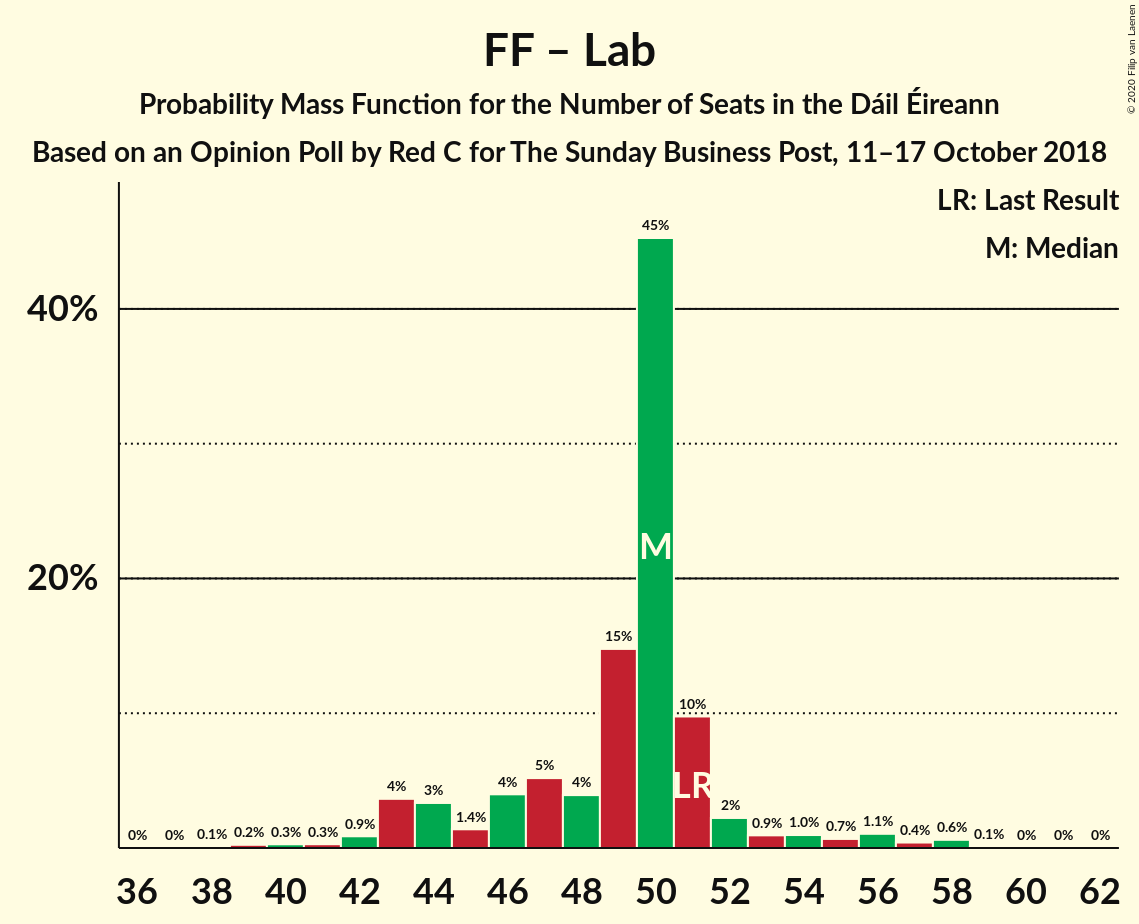 FF – Lab
Probability Mass Function for the Number of Seats in the Dáil Éireann
Based on an Opinion Poll by Red C for The Sunday Business Post, 11–17 October 2018
© 2020 Filip van Laenen
LR: Last Result
M: Median
40%
20%
0% 0% 0.1% 0.2% 0.3% 0.3% 0.9% 4% 3% 1.4% 4% 5% 4% 15% 45% 10% 2% 0.9% 1.0% 0.7% 1.1% 0.4% 0.6% 0.1% 0% 0% 0%
M
LR
36 38 40 42 44 46 48 50 52 54 56 58 60 62